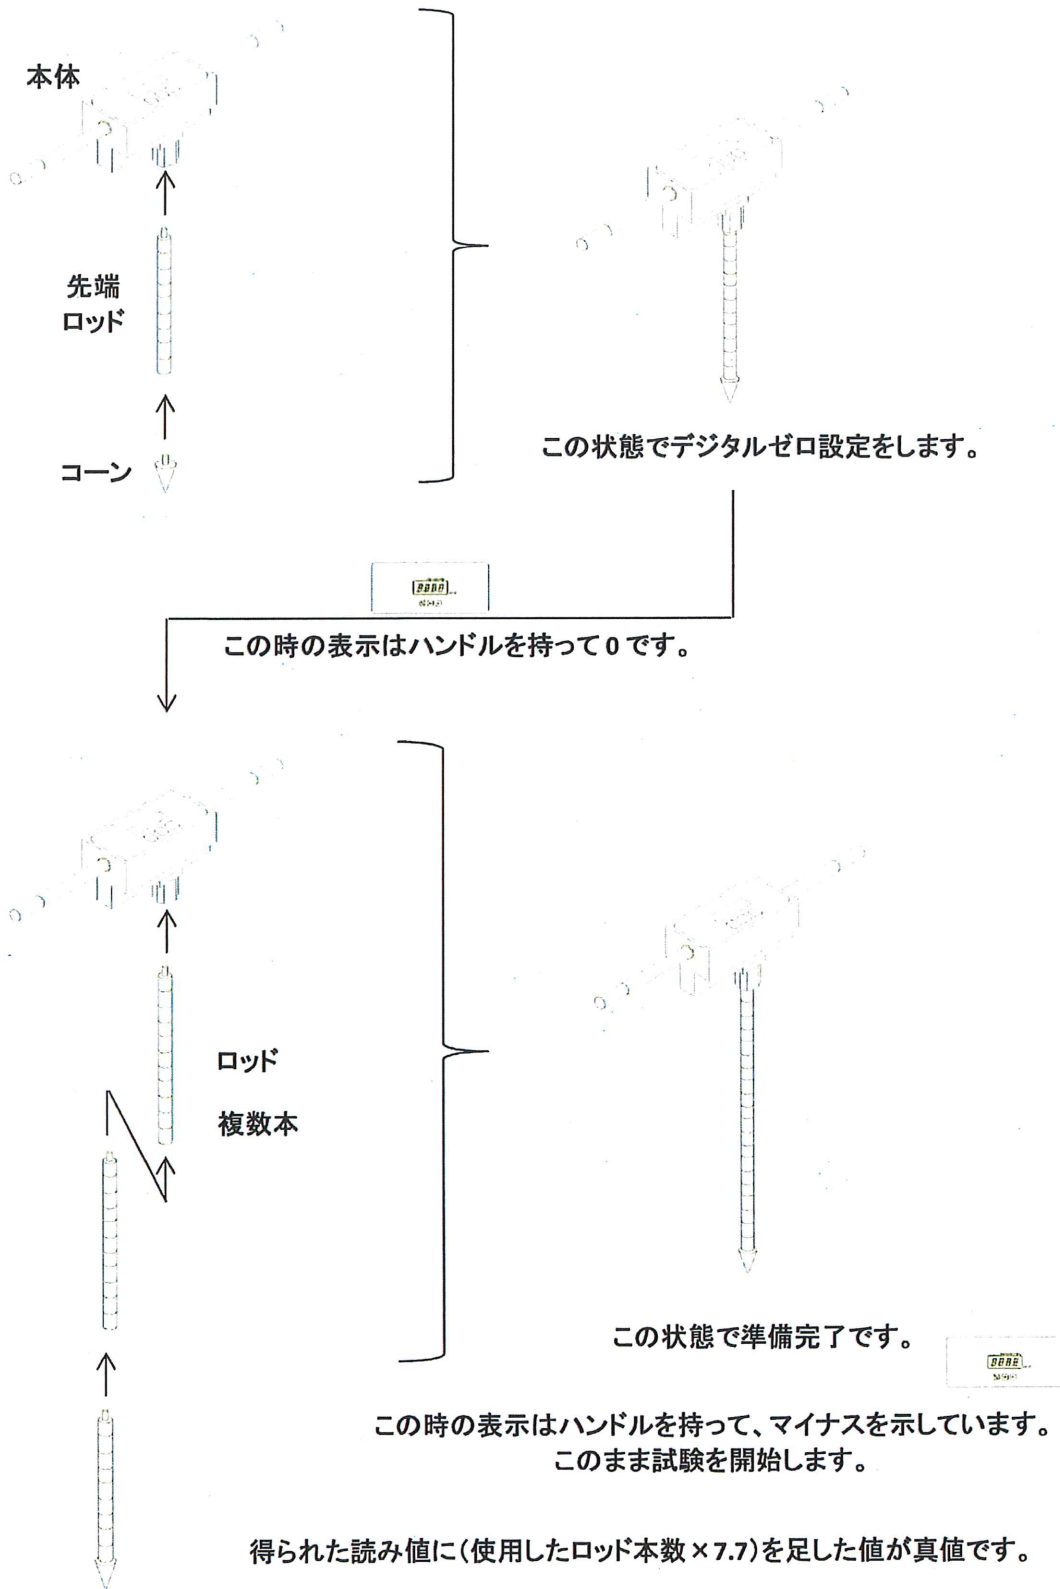 本体
先端
ロッド
コーン
この状態でデジタルゼロ設定をします。
この時の表示はハンドルを持って0です。
ロッド
複数本
この状態で準備完了です。
この時の表示はハンドルを持って、マイナスを示しています。
このまま試験を開始します。
得られた読み値に(使用したロッド本数×7.7)を足した値が真値です。